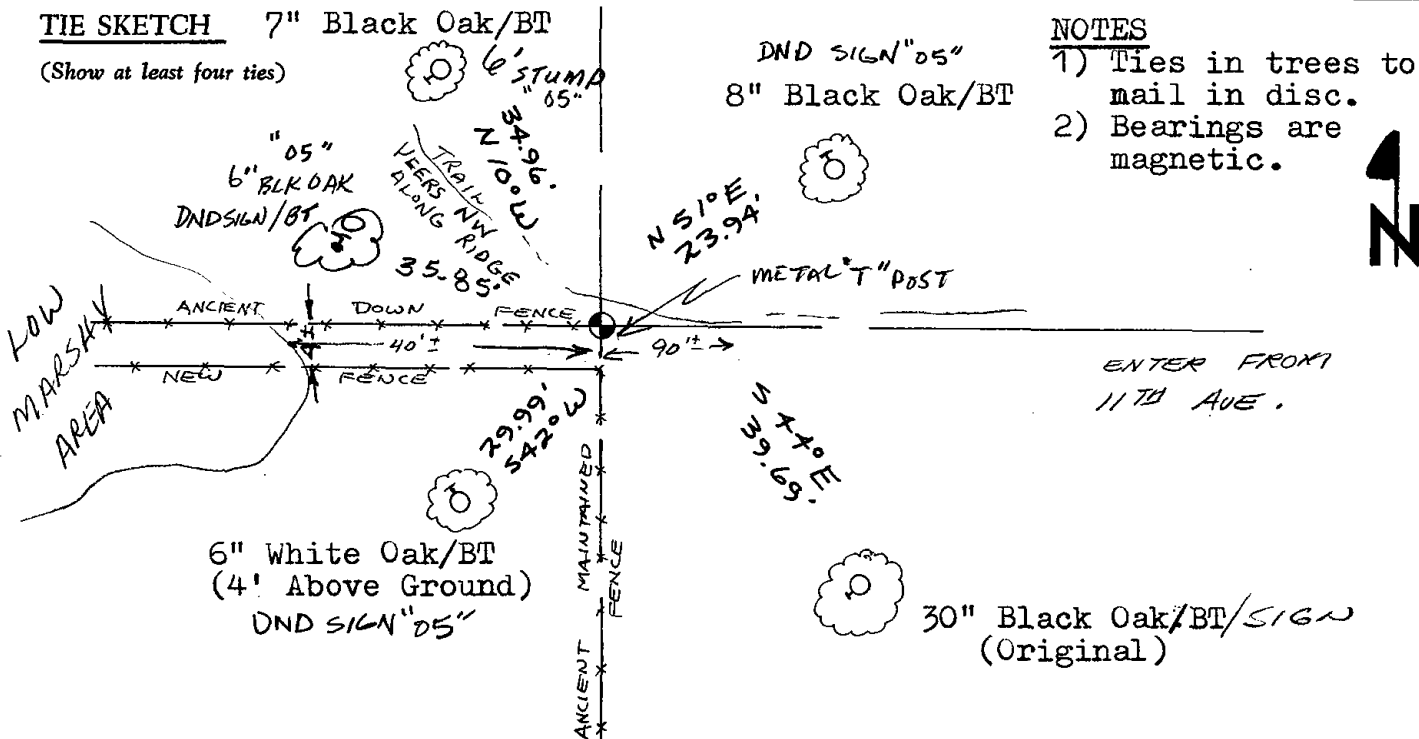 TIE SKETCH
(Show at least four ties)
7" Black Oak/BT
6' STUMP
"05"
34.96'
N 10° W
"05"
6" BLK OAK
DND SIGN/BT
35.85'
TRAIL
VEERS NW
ALONG RIDGE
DND SIGN "05"
8" Black Oak/BT
N 51° E
23.94'
METAL "T" POST
NOTES
1) Ties in trees to
mail in disc.
2) Bearings are
magnetic.
N
LOW
MARSHY
AREA
ANCIENT DOWN FENCE
4'±
40'±
90'±
NEW FENCE
ENTER FROM
11TH AVE.
29.99'
S42° W
S 44° E
39.69'
6" White Oak/BT
(4' Above Ground)
DND SIGN "05"
ANCIENT MAINTAINED
FENCE
30" Black Oak/BT/SIGN
(Original)